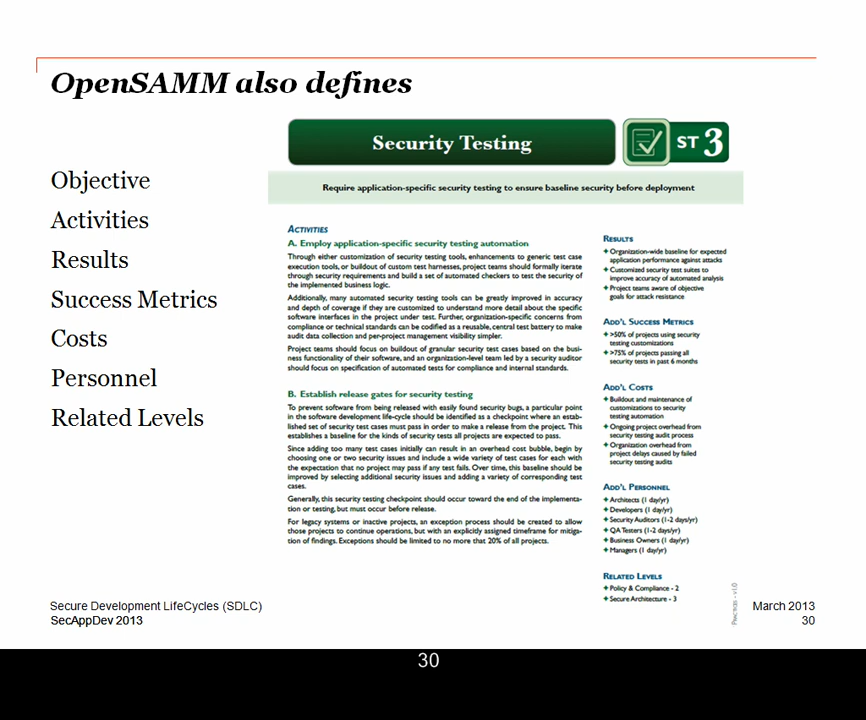 OpenSAMM also defines
Objective
Activities
Results
Success Metrics
Costs
Personnel
Related Levels
Security Testing
ST 3
Require application-specific security testing to ensure baseline security before deployment
ACTIVITIES
A. Employ application-specific security testing automation
Through either customization of security testing tools, enhancements to generic test case
execution tools, or buildout of custom test harnesses, project teams should formally iterate
through security requirements and build a set of automated checkers to test the security of
the implemented business logic.
Additionally, many automated security testing tools can be greatly improved in accuracy
and depth of coverage if they are customized to understand more detail about the specific
software interfaces in the project under test. Further, organization-specific concerns from
compliance or technical standards can be codified as a reusable, central test battery to make
audit data collection and per-project management visibility simpler.
Project teams should focus on buildout of granular security test cases based on the busi-
ness functionality of their software, and an organization-level team led by a security auditor
should focus on specification of automated tests for compliance and internal standards.
B. Establish release gates for security testing
To prevent software from being released with easily found security bugs, a particular point
in the software development life-cycle should be identified as a checkpoint where an estab-
lished set of security test cases must pass in order to make a release from the project. This
establishes a baseline for the kinds of security tests all projects are expected to pass.
Since adding too many test cases initially can result in an overhead cost bubble, begin by
choosing one or two security issues and include a wide variety of test cases for each with
the expectation that no project may pass if any test fails. Over time, this baseline should be
improved by selecting additional security issues and adding a variety of corresponding test
cases.
Generally, this security testing checkpoint should occur toward the end of the implementa-
tion or testing, but must occur before release.
For legacy systems or inactive projects, an exception process should be created to allow
those projects to continue operations, but with an explicitly assigned timeframe for mitiga-
tion of findings. Exceptions should be limited to no more that 20% of all projects.
RESULTS
✦ Organization-wide baseline for expected
application performance against attacks
✦ Customized security test suites to
improve accuracy of automated analysis
✦ Project teams aware of objective
goals for attack resistance
ADD'L SUCCESS METRICS
✦ >50% of projects using security
testing customizations
✦ >75% of projects passing all
security tests in past 6 months
ADD'L COSTS
✦ Buildout and maintenance of
customizations to security
testing automation
✦ Ongoing project overhead from
security testing audit process
✦ Organization overhead from
project delays caused by failed
security testing audits
ADD'L PERSONNEL
✦ Architects (1 day/yr)
✦ Developers (1 day/yr)
✦ Security Auditors (1-2 days/yr)
✦ QA Testers (1-2 days/yr)
✦ Business Owners (1 day/yr)
✦ Managers (1 day/yr)
RELATED LEVELS
✦ Policy & Compliance - 2
✦ Secure Architecture - 3
Secure Development LifeCycles (SDLC)
SecAppDev 2013
March 2013
30
30